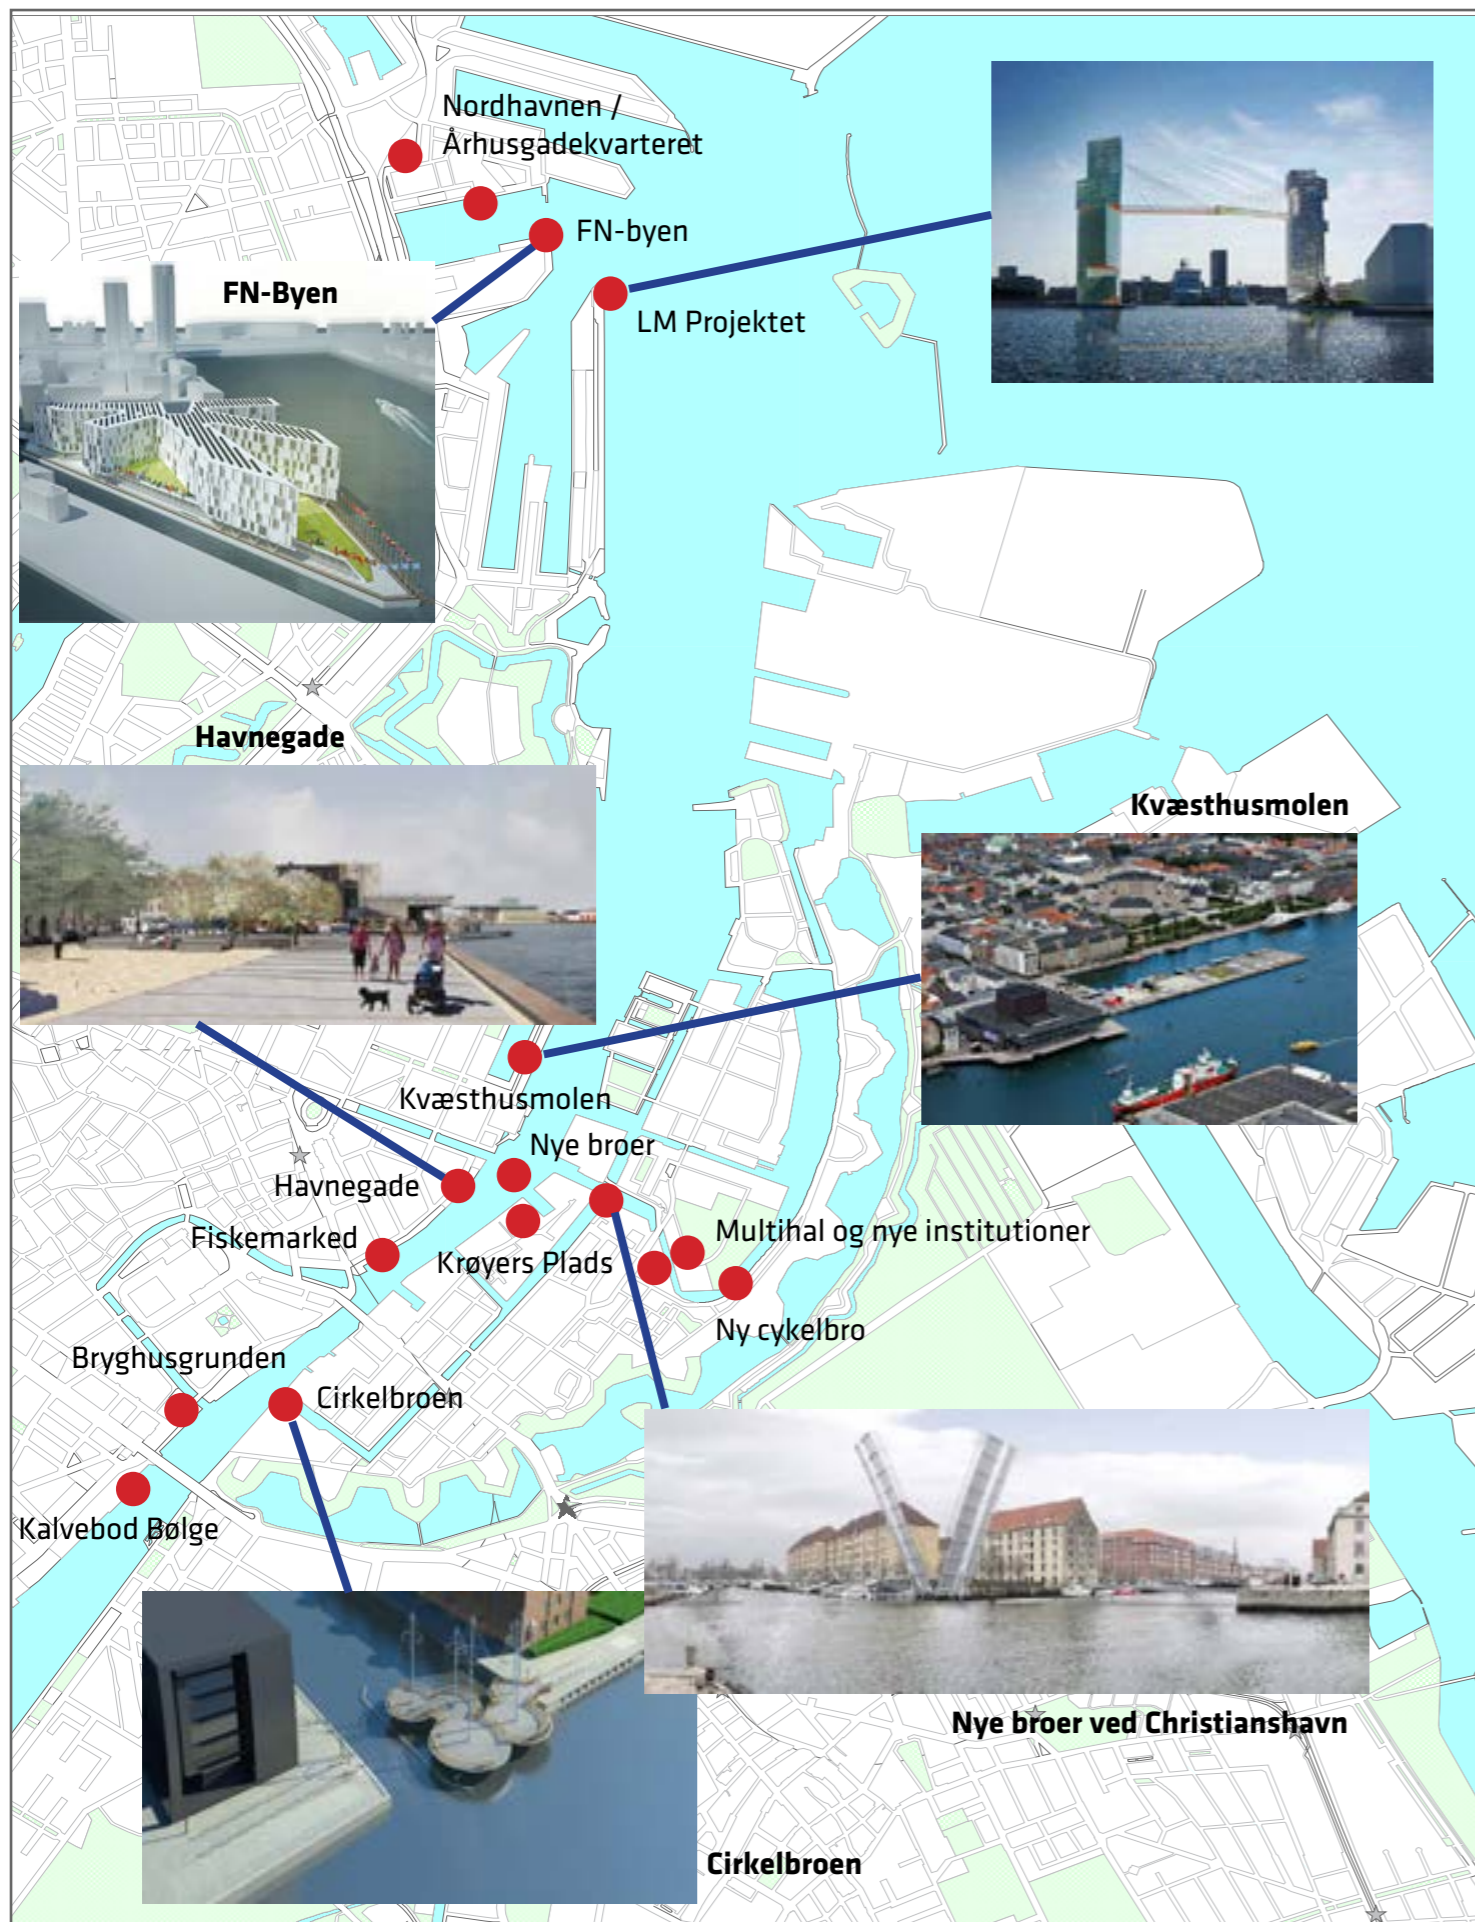 Nordhavnen /
Århusgadekvarteret
FN-byen
FN-Byen
LM Projektet
Havnegade
Kvæsthusmolen
Kvæsthusmolen
Nye broer
Havnegade
Fiskemarked
Krøyers Plads
Multihal og nye institutioner
Ny cykelbro
Bryghusgrunden
Cirkelbroen
Kalvebod Bølge
Nye broer ved Christianshavn
Cirkelbroen